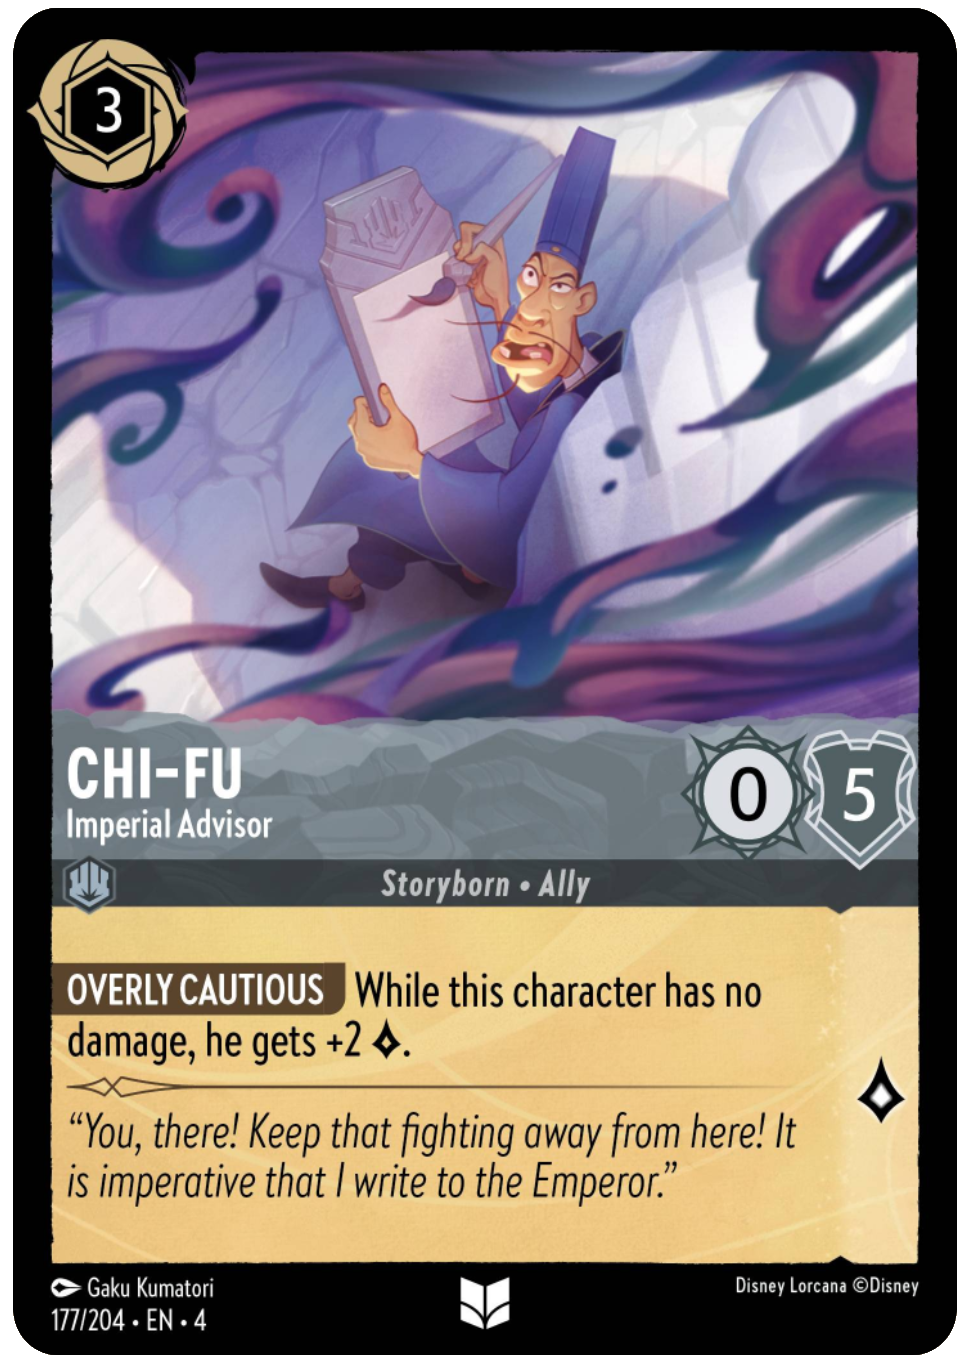 3
CHI-FU
Imperial Advisor
0 5
Storyborn • Ally
OVERLY CAUTIOUS While this character has no
damage, he gets +2 .
“You, there! Keep that fighting away from here! It
is imperative that I write to the Emperor.”
Gaku Kumatori
177/204 • EN • 4
Disney Lorcana ©Disney